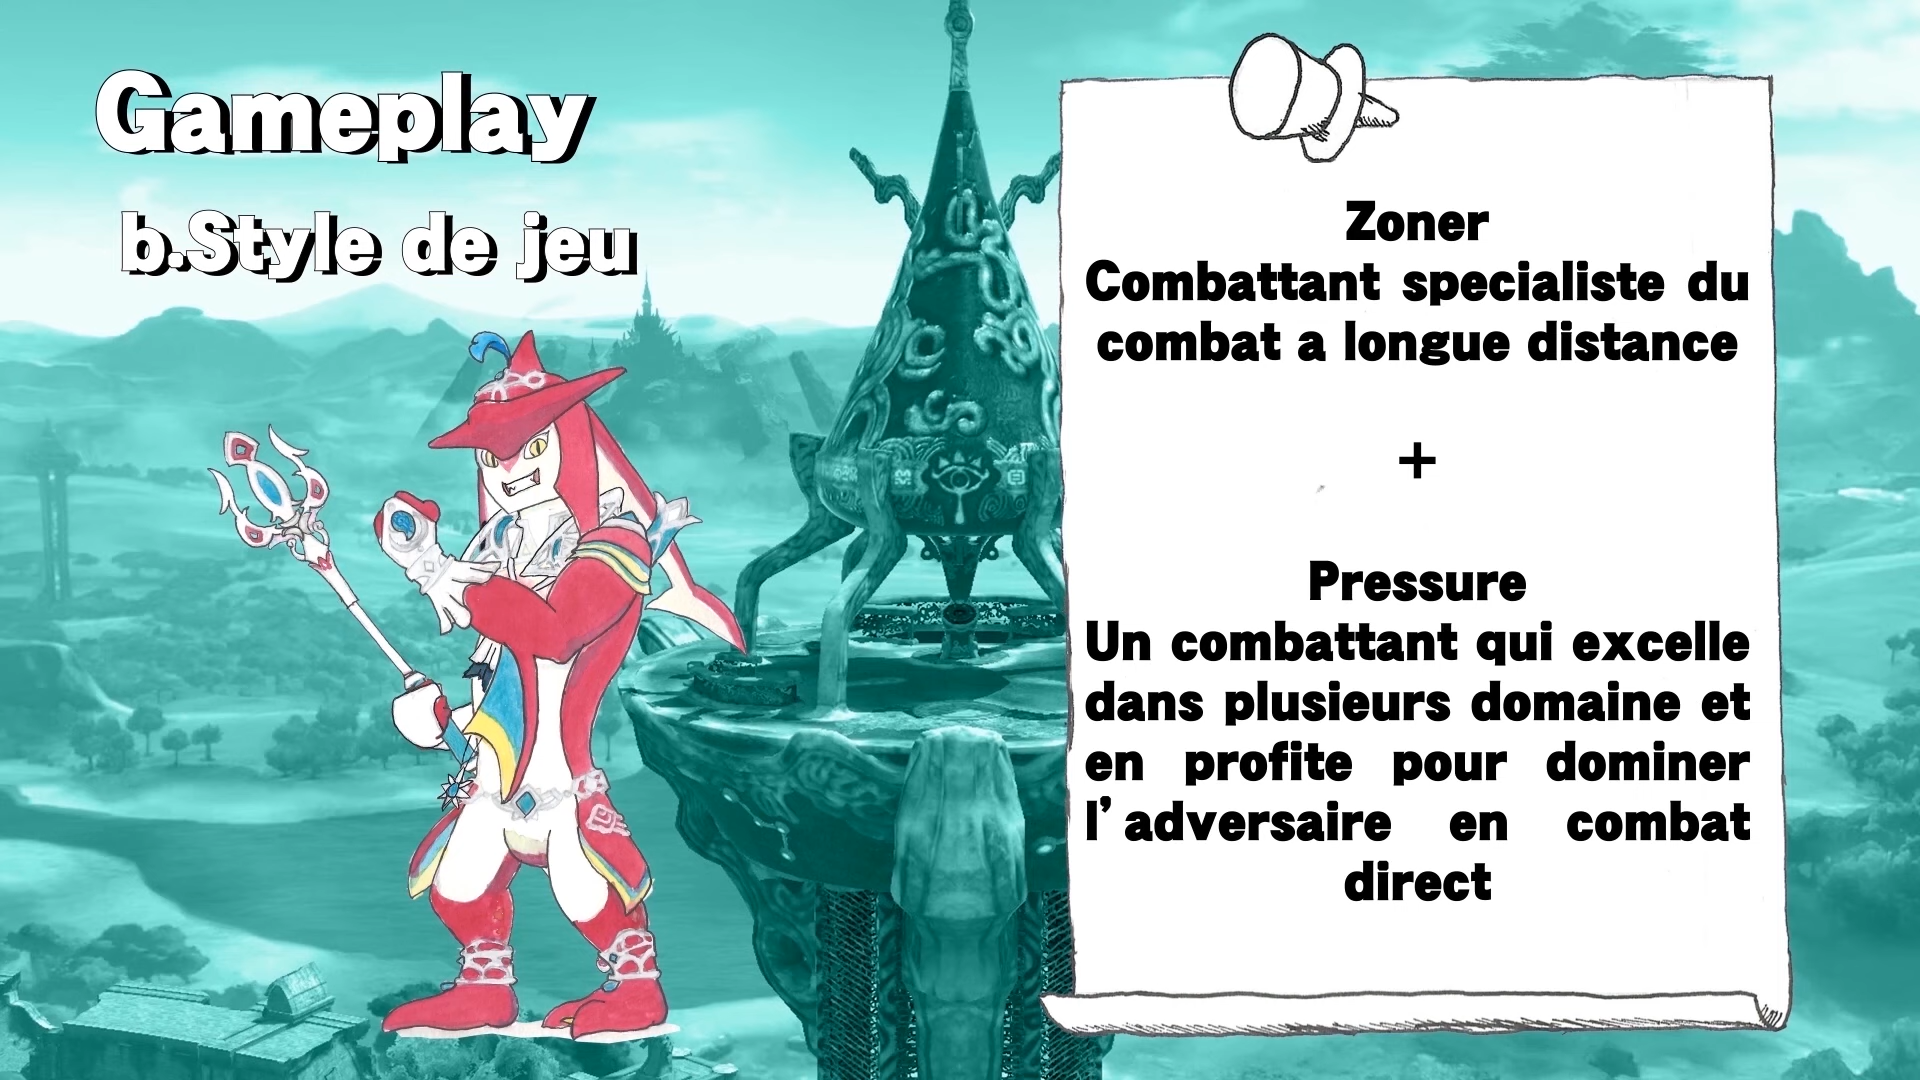 Gameplay
b.Style de jeu
Zoner
Combattant specialiste du
combat a longue distance
+
Pressure
Un combattant qui excelle
dans plusieurs domaine et
en profite pour dominer
l’adversaire en combat
direct